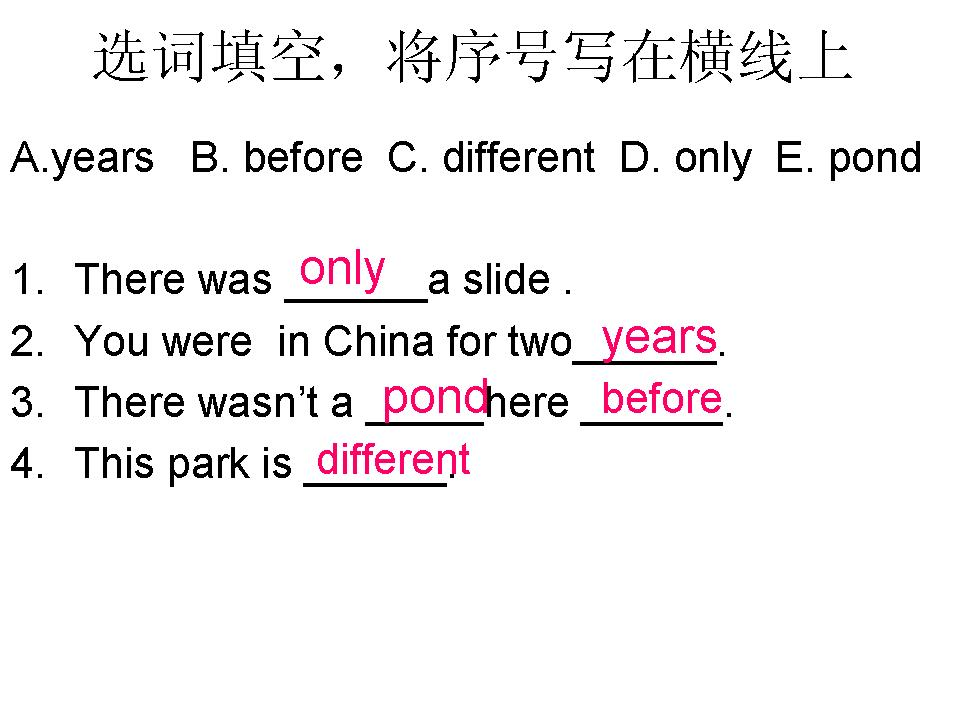 选词填空，将序号写在横线上
A.years B. before C. different D. only E. pond
1. There was only a slide .
2. You were in China for two years.
3. There wasn’t a pond here before.
4. This park is different.